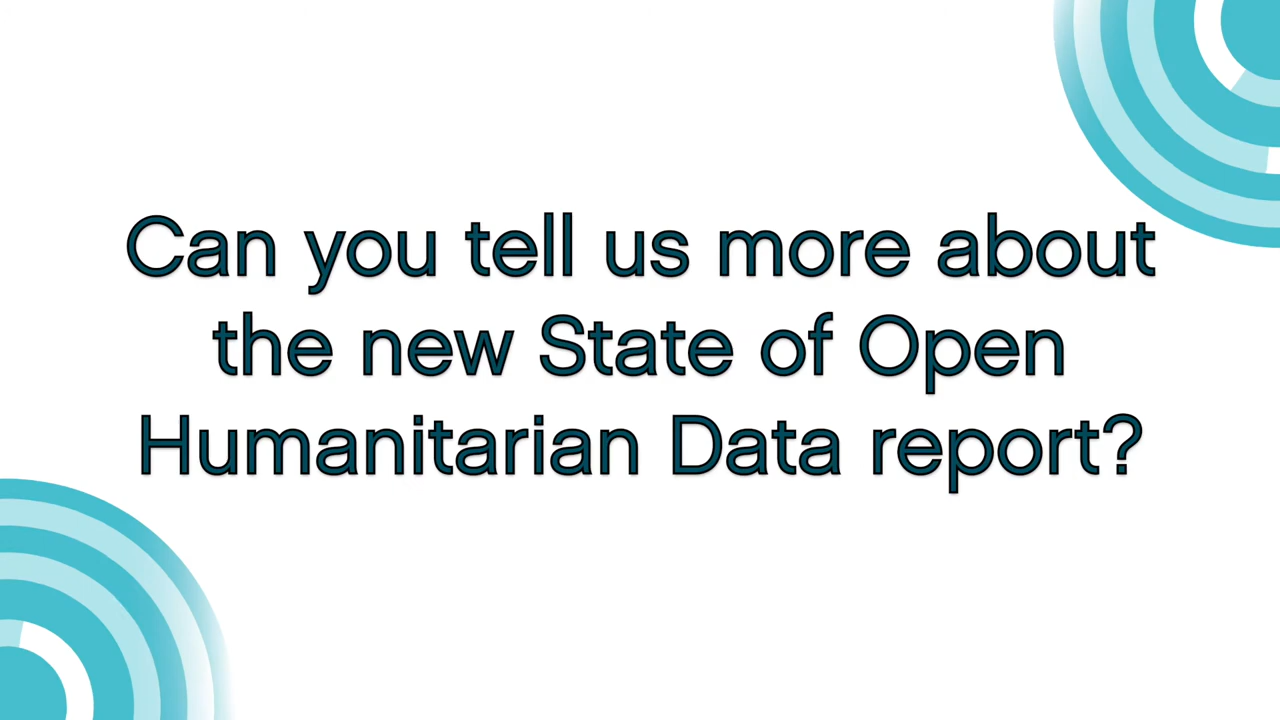 Can you tell us more about
the new State of Open
Humanitarian Data report?